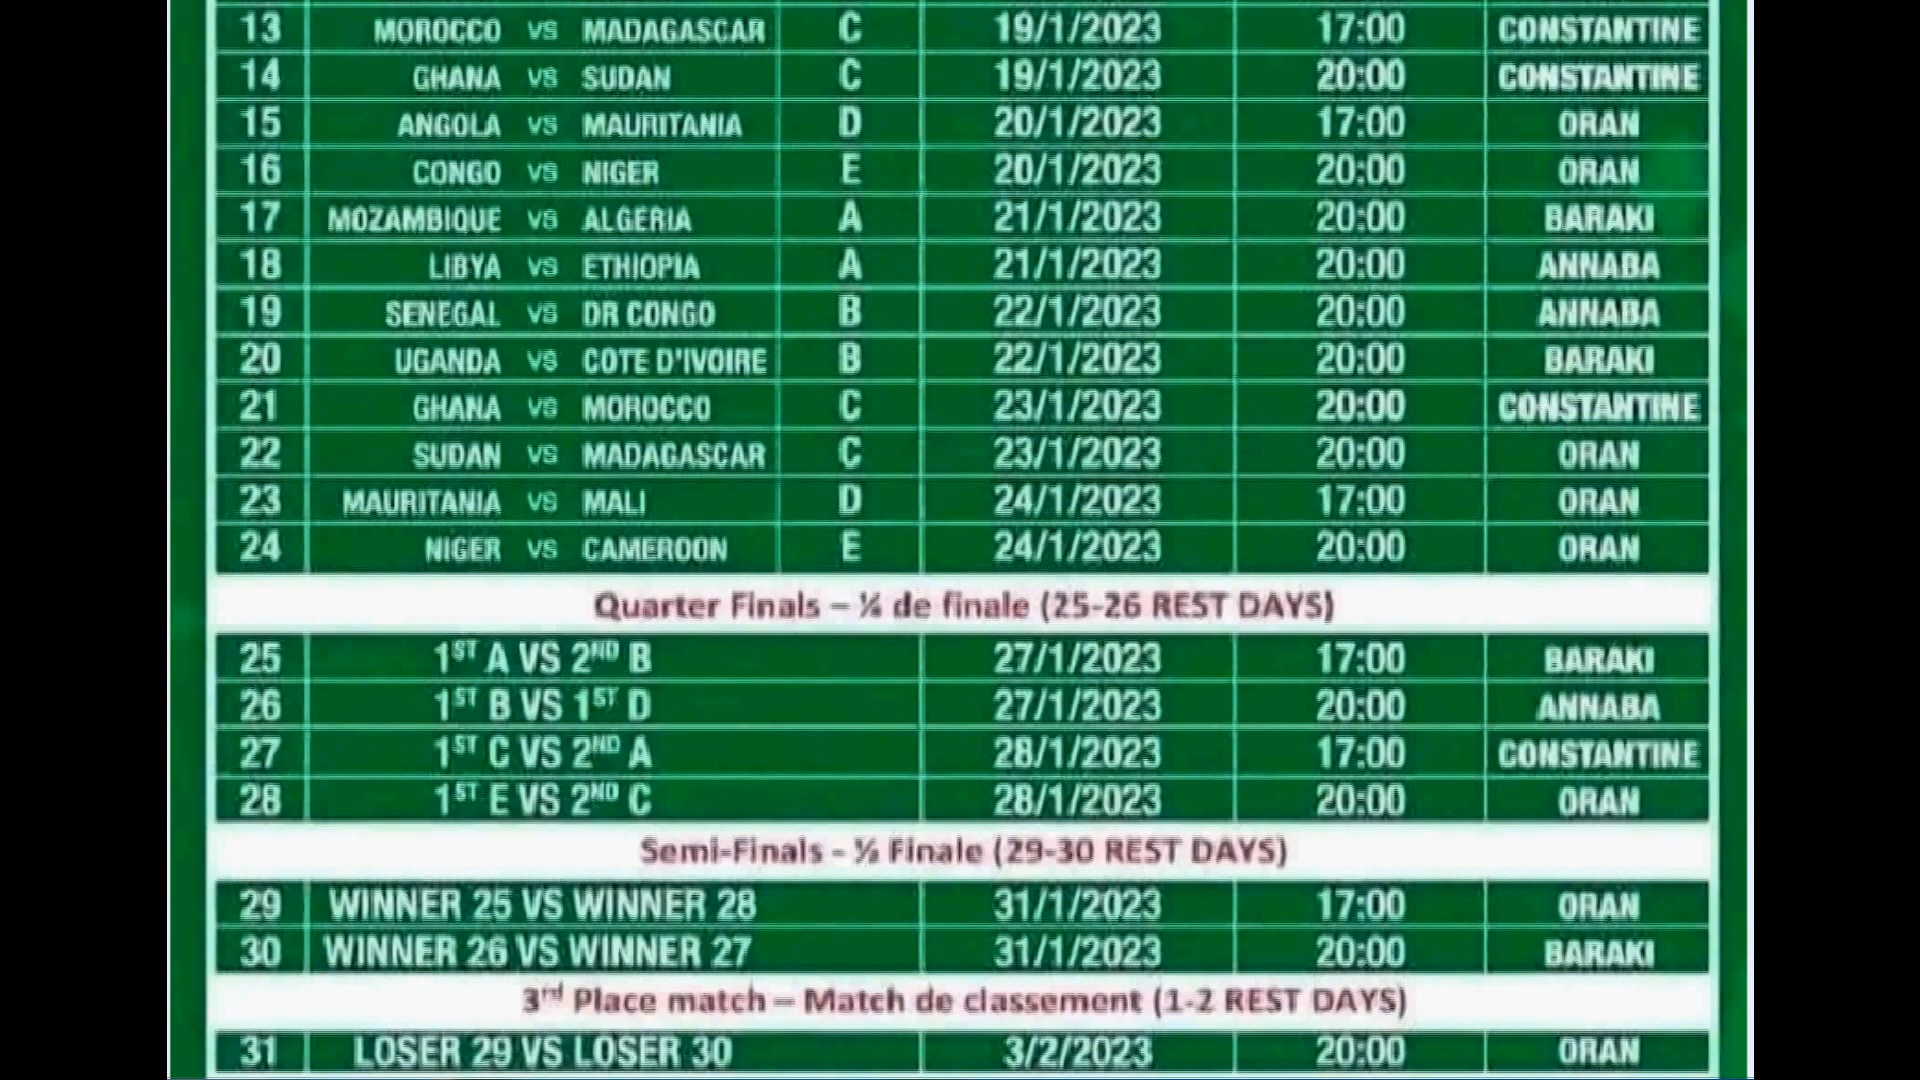 13 MOROCCO VS MADAGASCAR C 19/1/2023 17:00 CONSTANTINE
14 GHANA VS SUDAN C 19/1/2023 20:00 CONSTANTINE
15 ANGOLA VS MAURITANIA D 20/1/2023 17:00 ORAN
16 CONGO VS NIGER E 20/1/2023 20:00 ORAN
17 MOZAMBIQUE VS ALGERIA A 21/1/2023 20:00 BARAKI
18 LIBYA VS ETHIOPIA A 21/1/2023 20:00 ANNABA
19 SENEGAL VS DR CONGO B 22/1/2023 20:00 ANNABA
20 UGANDA VS COTE D'IVOIRE B 22/1/2023 20:00 BARAKI
21 GHANA VS MOROCCO C 23/1/2023 20:00 CONSTANTINE
22 SUDAN VS MADAGASCAR C 23/1/2023 20:00 ORAN
23 MAURITANIA VS MALI D 24/1/2023 17:00 ORAN
24 NIGER VS CAMEROON E 24/1/2023 20:00 ORAN
Quarter Finals – ¼ de finale (25-26 REST DAYS)
25 1ST A VS 2ND B 27/1/2023 17:00 BARAKI
26 1ST B VS 1ST D 27/1/2023 20:00 ANNABA
27 1ST C VS 2ND A 28/1/2023 17:00 CONSTANTINE
28 1ST E VS 2ND C 28/1/2023 20:00 ORAN
Semi-Finals - ½ Finale (29-30 REST DAYS)
29 WINNER 25 VS WINNER 28 31/1/2023 17:00 ORAN
30 WINNER 26 VS WINNER 27 31/1/2023 20:00 BARAKI
3rd Place match – Match de classement (1-2 REST DAYS)
31 LOSER 29 VS LOSER 30 3/2/2023 20:00 ORAN